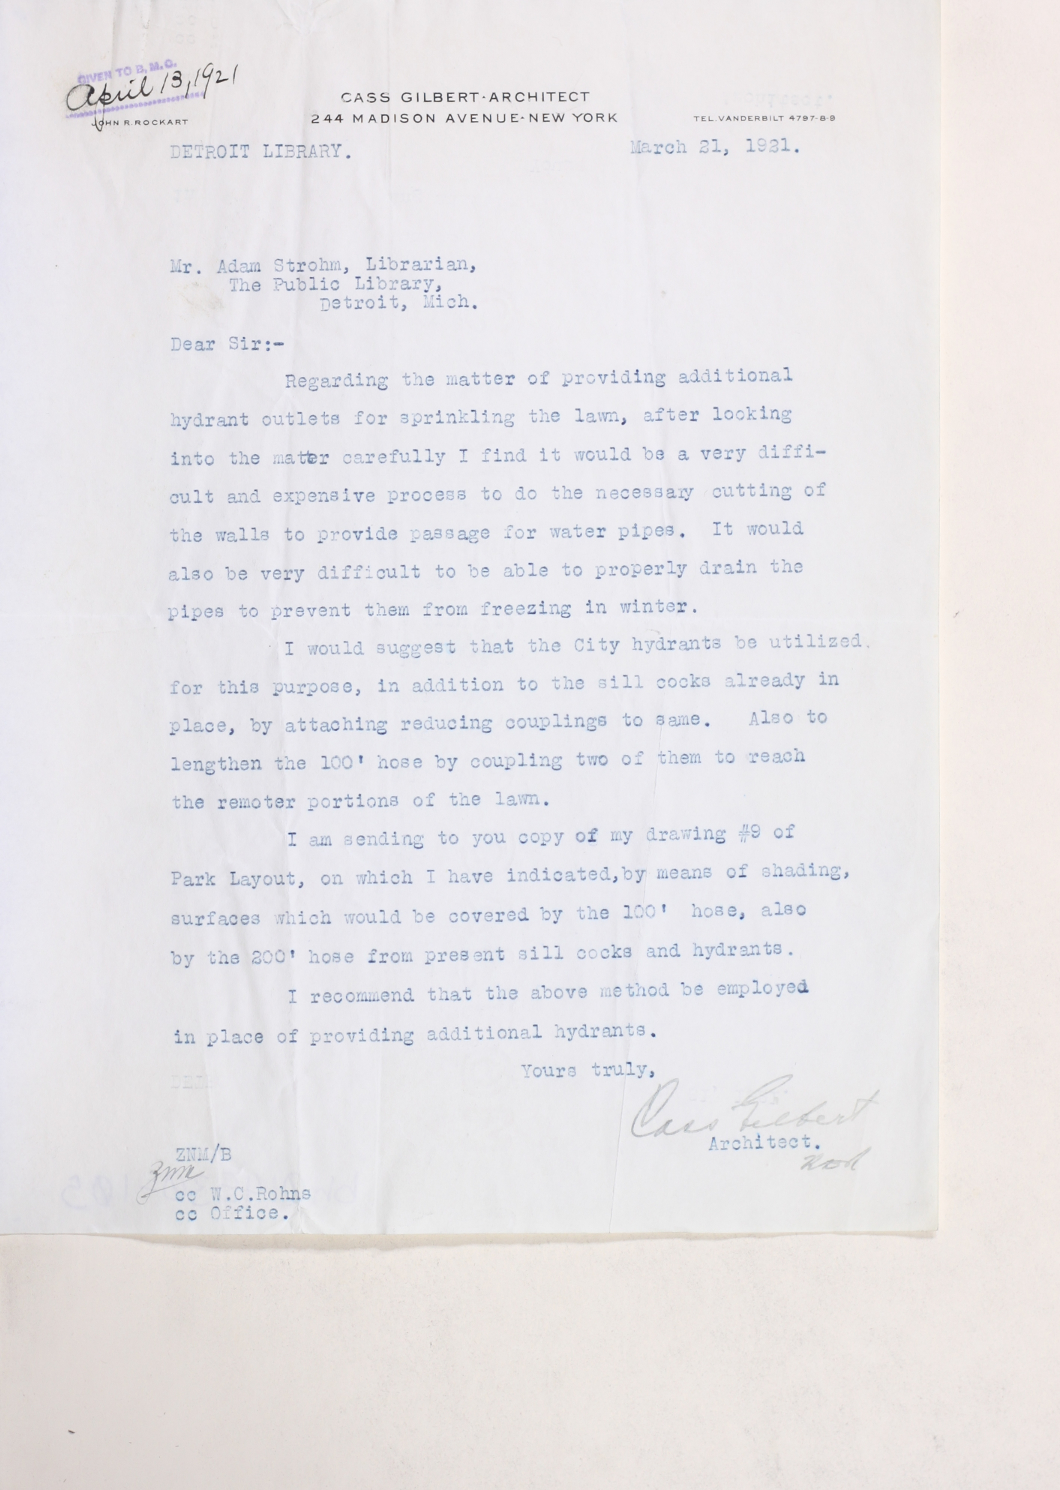 GIVEN TO B.M.C.
April 13, 1921
CASS GILBERT·ARCHITECT
JOHN R. ROCKART
244 MADISON AVENUE·NEW YORK
TEL. VANDERBILT 4797-8-9
DETROIT LIBRARY.
March 21, 1921.
Mr. Adam Strohm, Librarian,
The Public Library,
Detroit, Mich.
Dear Sir:-
Regarding the matter of providing additional
hydrant outlets for sprinkling the lawn, after looking
into the matter carefully I find it would be a very diffi-
cult and expensive process to do the necessary cutting of
the walls to provide passage for water pipes. It would
also be very difficult to be able to properly drain the
pipes to prevent them from freezing in winter.
I would suggest that the City hydrants be utilized.
for this purpose, in addition to the sill cocks already in
place, by attaching reducing couplings to same. Also to
lengthen the 100' hose by coupling two of them to reach
the remoter portions of the lawn.
I am sending to you copy of my drawing #9 of
Park Layout, on which I have indicated,by means of shading,
surfaces which would be covered by the 100' hose, also
by the 200' hose from present sill cocks and hydrants.
I recommend that the above method be employed
in place of providing additional hydrants.
Yours truly,
Cass Gilbert
Architect.
ZNM/B
znm
cc W.C.Rohns
cc Office.